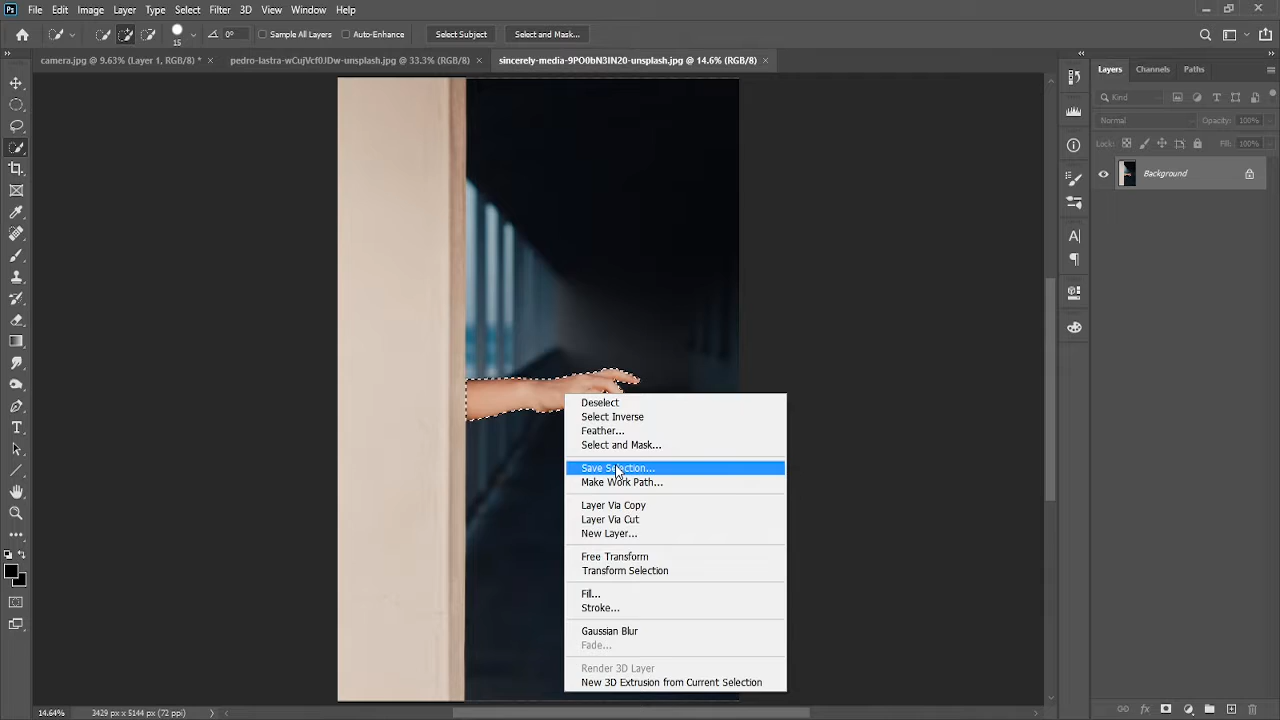 Ps File Edit Image Layer Type Select Filter 3D View Window Help
15 0° Sample All Layers Auto-Enhance Select Subject Select and Mask...
camera.jpg @ 9.63% (Layer 1, RGB/8) * × pedro-lastra-wCujVcf0JDw-unsplash.jpg @ 33.3% (RGB/8) × sincerely-media-9PO0bN3IN20-unsplash.jpg @ 14.6% (RGB/8) ×
Layers Channels Paths
Kind
Normal Opacity: 100%
Lock: Fill: 100%
Background
Deselect
Select Inverse
Feather...
Select and Mask...
Save Selection...
Make Work Path...
Layer Via Copy
Layer Via Cut
New Layer...
Free Transform
Transform Selection
Fill...
Stroke...
Gaussian Blur
Fade...
Render 3D Layer
New 3D Extrusion from Current Selection
14.64% 3429 px x 5144 px (72 ppi)